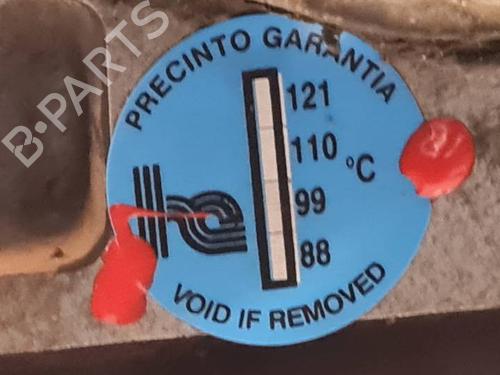 B-PARTS
PRECINTO GARANTIA
121
110
°C
99
88
VOID IF REMOVED